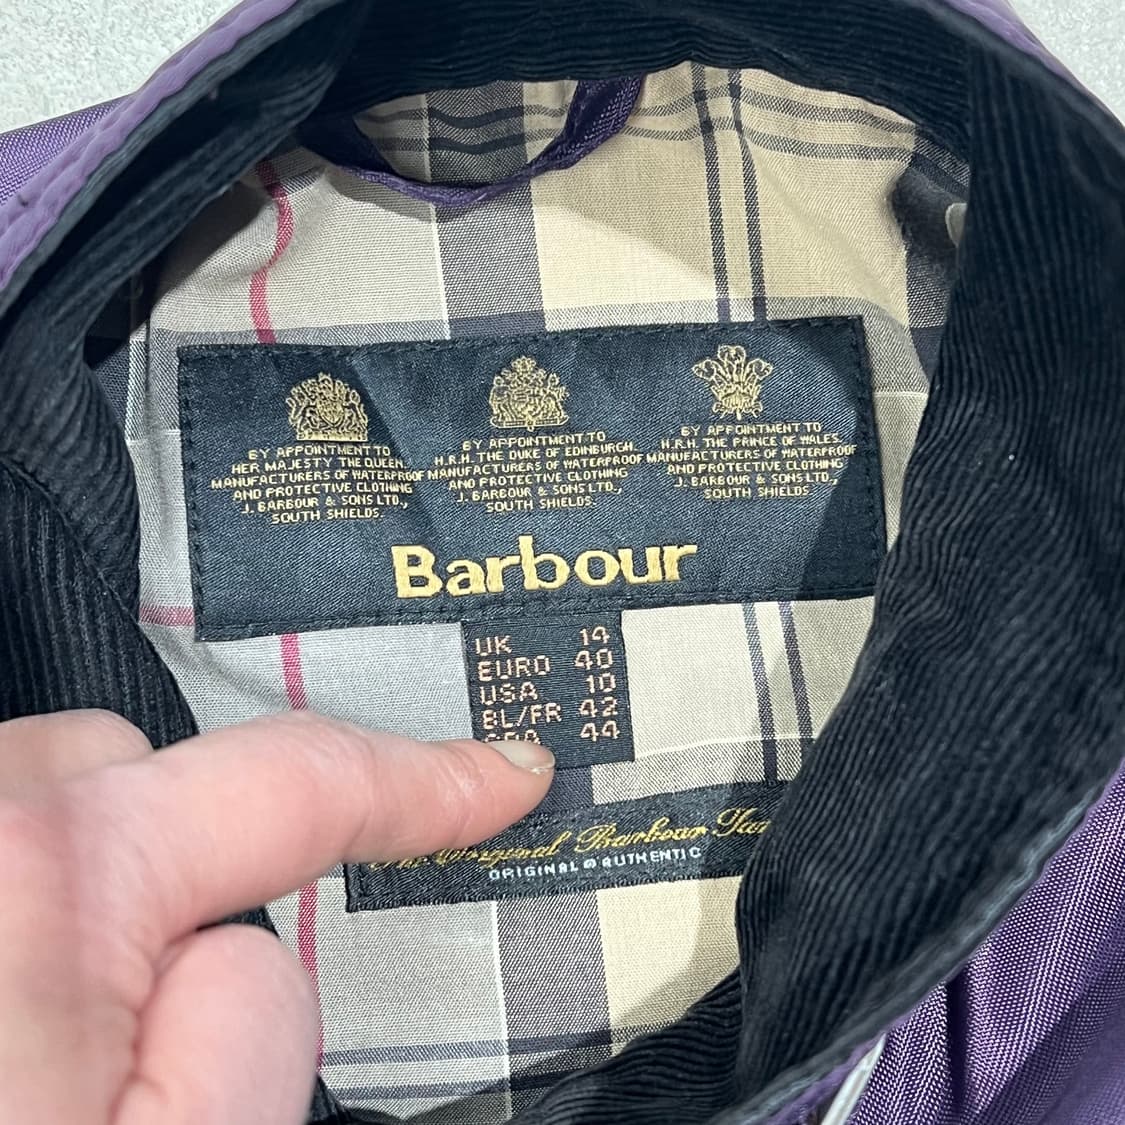 BY APPOINTMENT TO
HER MAJESTY THE QUEEN.
MANUFACTURERS OF WATERPROOF
AND PROTECTIVE CLOTHING
J. BARBOUR & SONS LTD.,
SOUTH SHIELDS.
BY APPOINTMENT TO
H.R.H. THE DUKE OF EDINBURGH
MANUFACTURERS OF WATERPROOF
AND PROTECTIVE CLOTHING
J. BARBOUR & SONS LTD.,
SOUTH SHIELDS.
BY APPOINTMENT TO
H.R.H. THE PRINCE OF WALES.
MANUFACTURERS OF WATERPROOF
AND PROTECTIVE CLOTHING
J. BARBOUR & SONS LTD.,
SOUTH SHIELDS.
Barbour
UK 14
EURO 40
USA 10
BL/FR 42
44
Original Barbour
ORIGINAL & AUTHENTIC